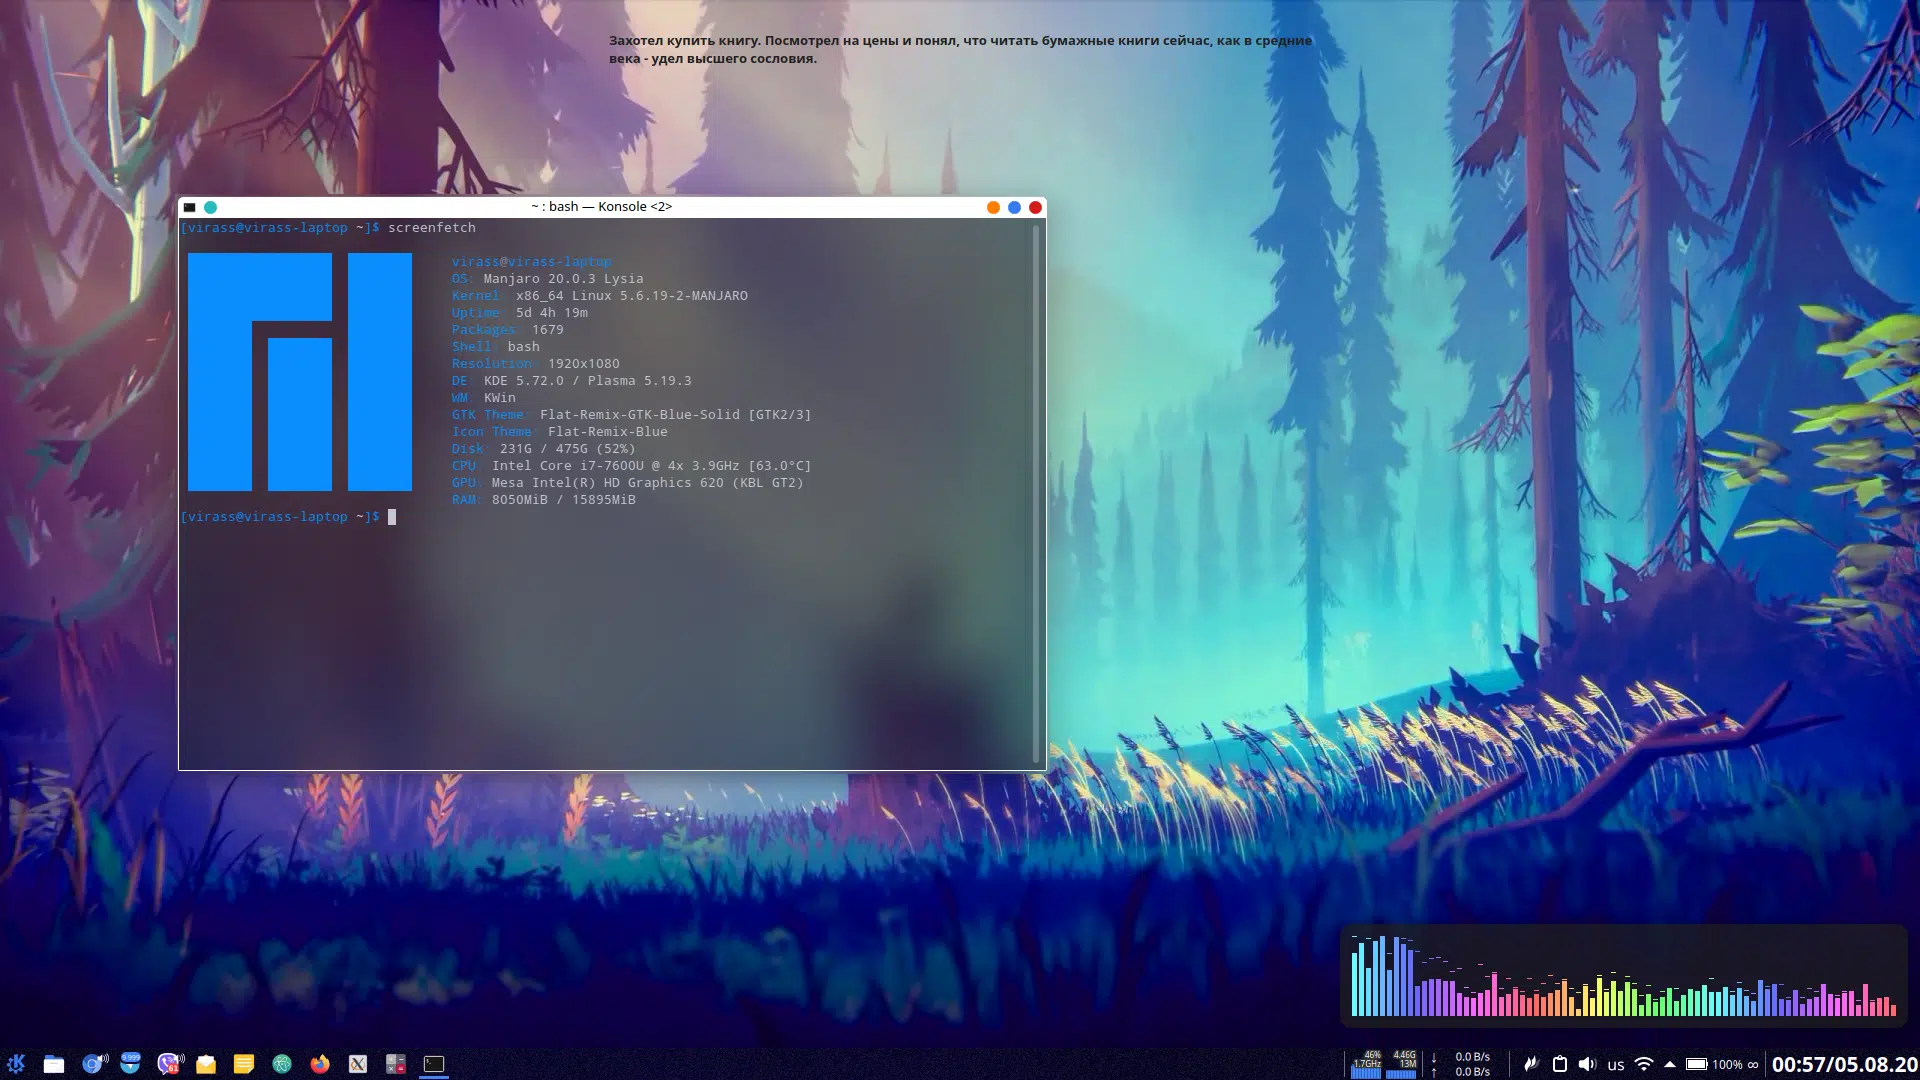 Захотел купить книгу. Посмотрел на цены и понял, что читать бумажные книги сейчас, как в средние
века - удел высшего сословия.
~ : bash — Konsole <2>
[virass@virass-laptop ~]$ screenfetch
virass@virass-laptop
OS: Manjaro 20.0.3 Lysia
Kernel: x86_64 Linux 5.6.19-2-MANJARO
Uptime: 5d 4h 19m
Packages: 1679
Shell: bash
Resolution: 1920x1080
DE: KDE 5.72.0 / Plasma 5.19.3
WM: KWin
GTK Theme: Flat-Remix-GTK-Blue-Solid [GTK2/3]
Icon Theme: Flat-Remix-Blue
Disk: 231G / 475G (52%)
CPU: Intel Core i7-7600U @ 4x 3.9GHz [63.0°C]
GPU: Mesa Intel(R) HD Graphics 620 (KBL GT2)
RAM: 8050MiB / 15895MiB
[virass@virass-laptop ~]$
9 999
61
46% 4.46G
1.7GHz 13M
↓ 0.0 B/s
↑ 0.0 B/s
us
100% ∞
00:57/05.08.20